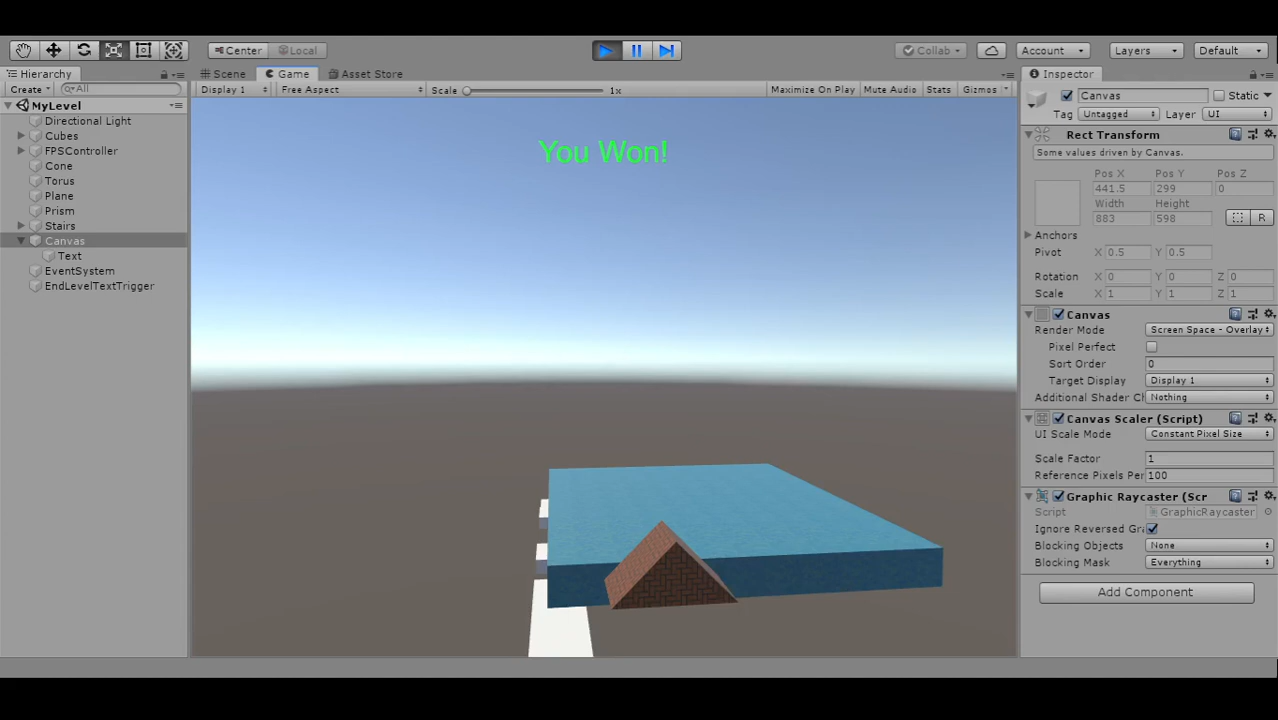 Center Local
Collab Account Layers Default
Hierarchy
Create All
MyLevel
Directional Light
Cubes
FPSController
Cone
Torus
Plane
Prism
Stairs
Canvas
Text
EventSystem
EndLevelTextTrigger
Scene Game Asset Store
Display 1 Free Aspect Scale 1x Maximize On Play Mute Audio Stats Gizmos
You Won!
Inspector
Canvas Static
Tag Untagged Layer UI
Rect Transform
Some values driven by Canvas.
Pos X Pos Y Pos Z
441.5 299 0
Width Height
883 598 R
Anchors
Pivot X 0.5 Y 0.5
Rotation X 0 Y 0 Z 0
Scale X 1 Y 1 Z 1
Canvas
Render Mode Screen Space - Overlay
Pixel Perfect
Sort Order 0
Target Display Display 1
Additional Shader Ch Nothing
Canvas Scaler (Script)
UI Scale Mode Constant Pixel Size
Scale Factor 1
Reference Pixels Per 100
Graphic Raycaster (Scr
Script GraphicRaycaster
Ignore Reversed Gra
Blocking Objects None
Blocking Mask Everything
Add Component